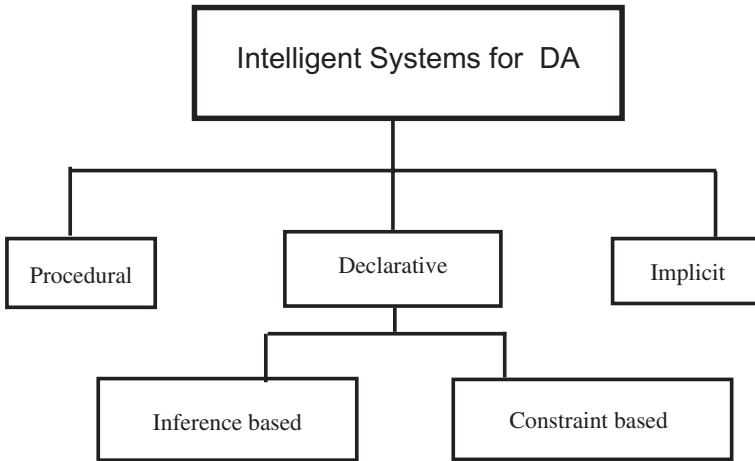 Intelligent Systems for DA
Procedural
Declarative
Implicit
Inference based
Constraint based